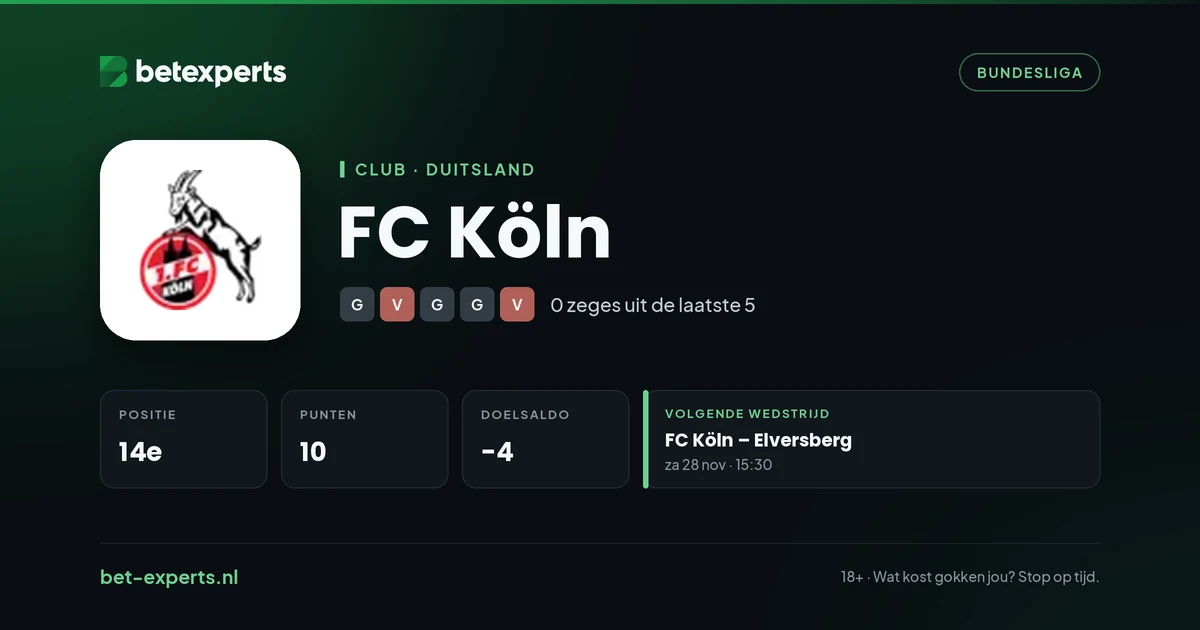 betexperts
BUNDESLIGA
CLUB · DUITSLAND
FC Köln
1.FC
KÖLN
G V G G V 0 zeges uit de laatste 5
POSITIE
14e
PUNTEN
10
DOELSALDO
-4
VOLGENDE WEDSTRIJD
FC Köln – Elversberg
za 28 nov · 15:30
bet-experts.nl
18+ · Wat kost gokken jou? Stop op tijd.